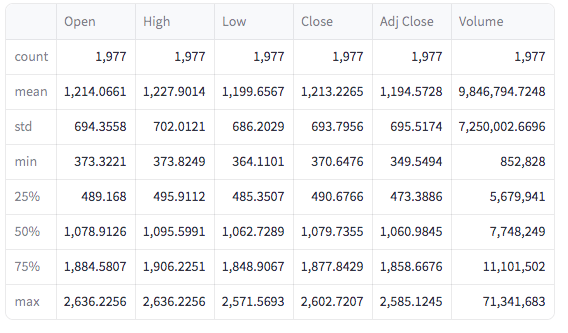 Open High Low Close Adj Close Volume
count 1,977 1,977 1,977 1,977 1,977 1,977
mean 1,214.0661 1,227.9014 1,199.6567 1,213.2265 1,194.5728 9,846,794.7248
std 694.3558 702.0121 686.2029 693.7956 695.5174 7,250,002.6696
min 373.3221 373.8249 364.1101 370.6476 349.5494 852,828
25% 489.168 495.9112 485.3507 490.6766 473.3886 5,679,941
50% 1,078.9126 1,095.5991 1,062.7289 1,079.7355 1,060.9845 7,748,249
75% 1,884.5807 1,906.2251 1,848.9067 1,877.8429 1,858.6676 11,101,502
max 2,636.2256 2,636.2256 2,571.5693 2,602.7207 2,585.1245 71,341,683